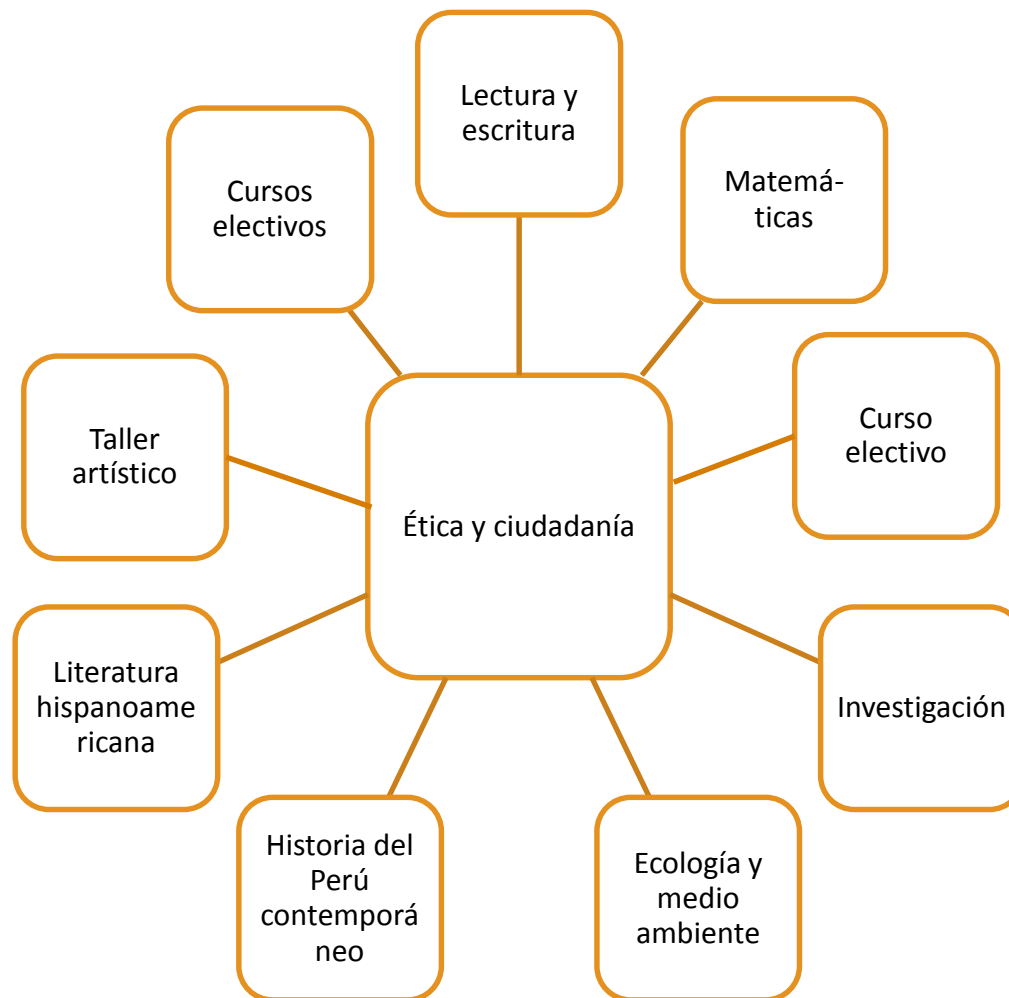 Lectura y
escritura
Matemá-
ticas
Curso
electivo
Investigación
Ecología y
medio
ambiente
Historia del
Perú
contemporá
neo
Literatura
hispanoame
ricana
Taller
artístico
Cursos
electivos
Ética y ciudadanía